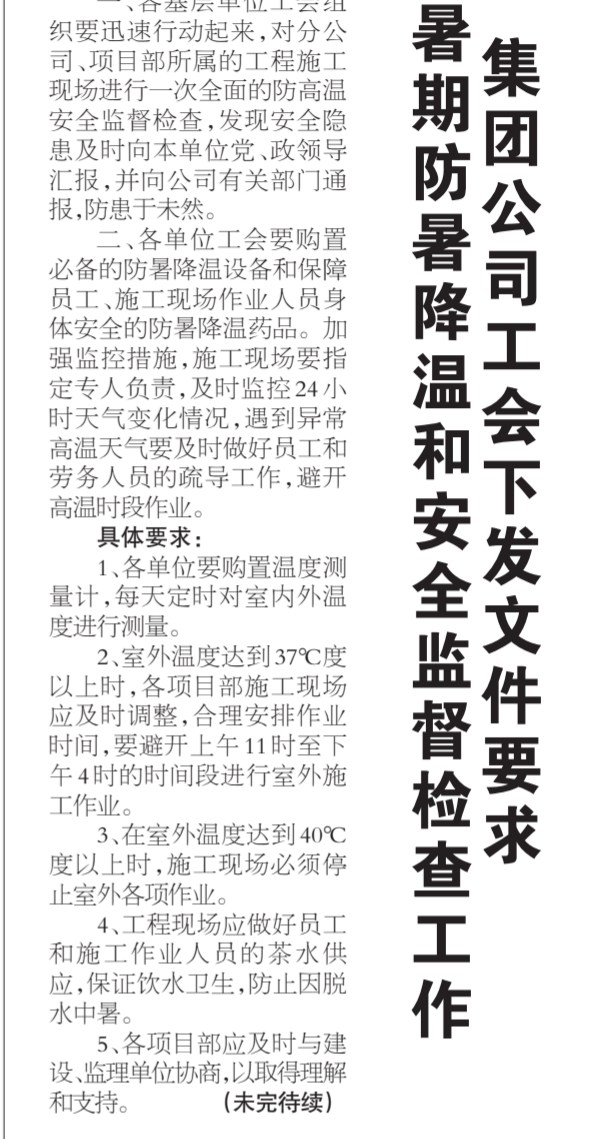 集团公司工会下发文件要求
暑期防暑降温和安全监督检查工作
一、各基层单位工会组
织要迅速行动起来，对分公
司、项目部所属的工程施工
现场进行一次全面的防高温
安全监督检查，发现安全隐
患及时向本单位党、政领导
汇报，并向公司有关部门通
报，防患于未然。
二、各单位工会要购置
必备的防暑降温设备和保障
员工、施工现场作业人员身
体安全的防暑降温药品。加
强监控措施，施工现场要指
定专人负责，及时监控24小
时天气变化情况，遇到异常
高温天气要及时做好员工和
劳务人员的疏导工作，避开
高温时段作业。
具体要求：
1、各单位要购置温度测
量计，每天定时对室内外温
度进行测量。
2、室外温度达到37℃度
以上时，各项目部施工现场
应及时调整，合理安排作业
时间，要避开上午11时至下
午4时的时间段进行室外施
工作业。
3、在室外温度达到40℃
度以上时，施工现场必须停
止室外各项作业。
4、工程现场应做好员工
和施工作业人员的茶水供
应，保证饮水卫生，防止因脱
水中暑。
5、各项目部应及时与建
设、监理单位协商，以取得理解
和支持。 （未完待续）